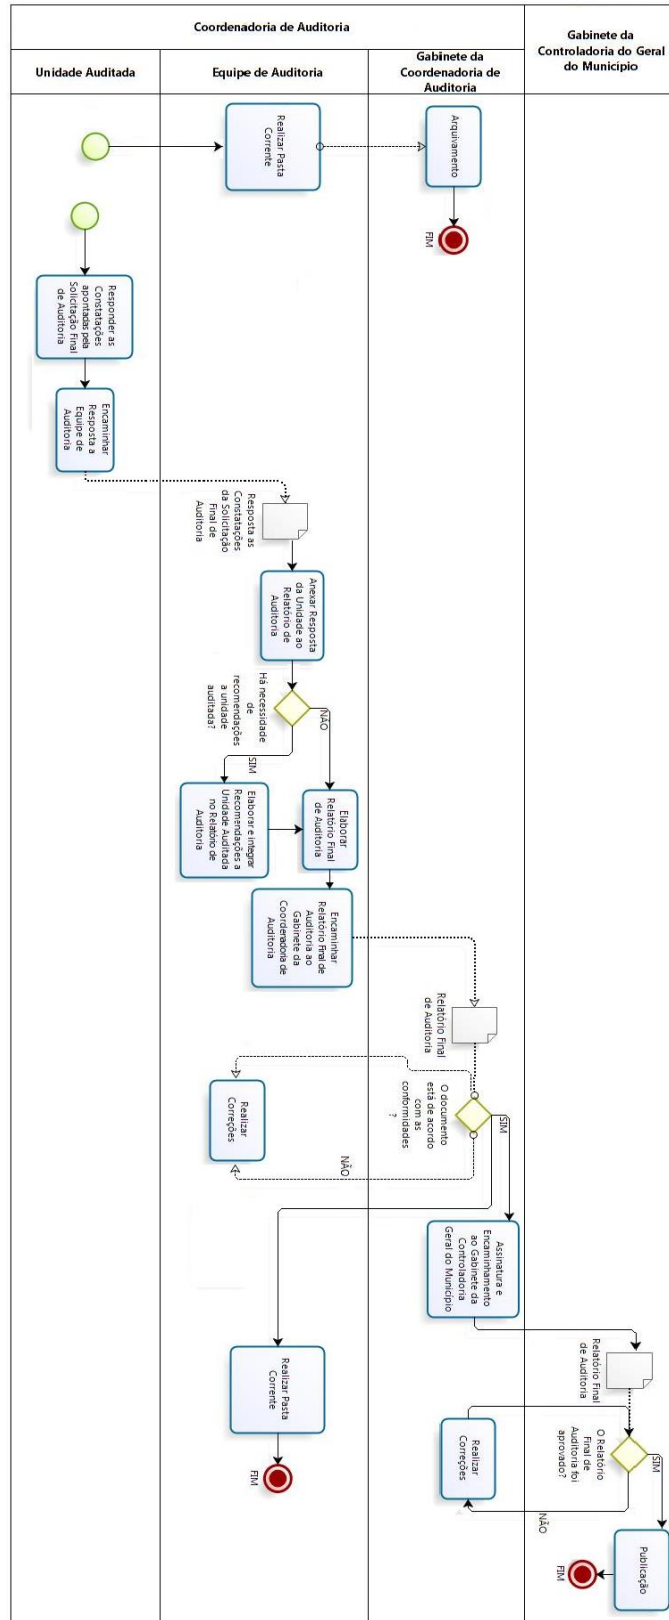 Coordenadoria de Auditoria
Gabinete da
Controladoria do Geral
do Município
Unidade Auditada
Equipe de Auditoria
Gabinete da
Coordenadoria de
Auditoria
Realizar Pasta
Corrente
Arquivamento
FIM
Responder as
Constatações
apontadas pela
Solicitação Final
de Auditoria
Encaminhar
Resposta a
Equipe de
Auditoria
Resposta as
Constatações
da Solicitação
Final de
Auditoria
Anexar Resposta
da Unidade ao
Relatório de
Auditoria
Há necessidade
de
recomendações
a unidade
auditada?
NÃO
SIM
Elaborar
Relatório Final
de Auditoria
Elaborar e integrar
Recomendações a
Unidade Auditada
no Relatório de
Auditoria
Encaminhar
Relatório Final de
Auditoria ao
Gabinete da
Coordenadoria de
Auditoria
Relatório Final
de Auditoria
O documento
está de acordo
com as
conformidades
?
SIM
NÃO
Realizar
Correções
Assinatura e
Encaminhamento
ao Gabinete da
Controladoria
Geral do Município
Realizar Pasta
Corrente
FIM
Relatório Final
de Auditoria
O Relatório
Final de
Auditoria foi
aprovado?
SIM
NÃO
Realizar
Correções
Publicação
FIM